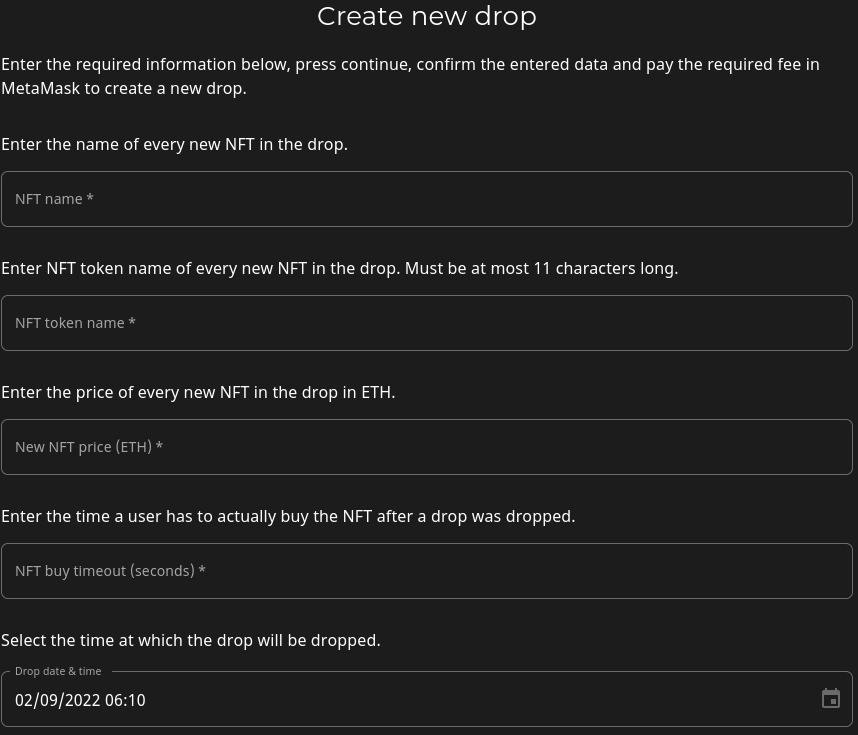 Create new drop
Enter the required information below, press continue, confirm the entered data and pay the required fee in
MetaMask to create a new drop.
Enter the name of every new NFT in the drop.
NFT name *
Enter NFT token name of every new NFT in the drop. Must be at most 11 characters long.
NFT token name *
Enter the price of every new NFT in the drop in ETH.
New NFT price (ETH) *
Enter the time a user has to actually buy the NFT after a drop was dropped.
NFT buy timeout (seconds) *
Select the time at which the drop will be dropped.
Drop date & time
02/09/2022 06:10